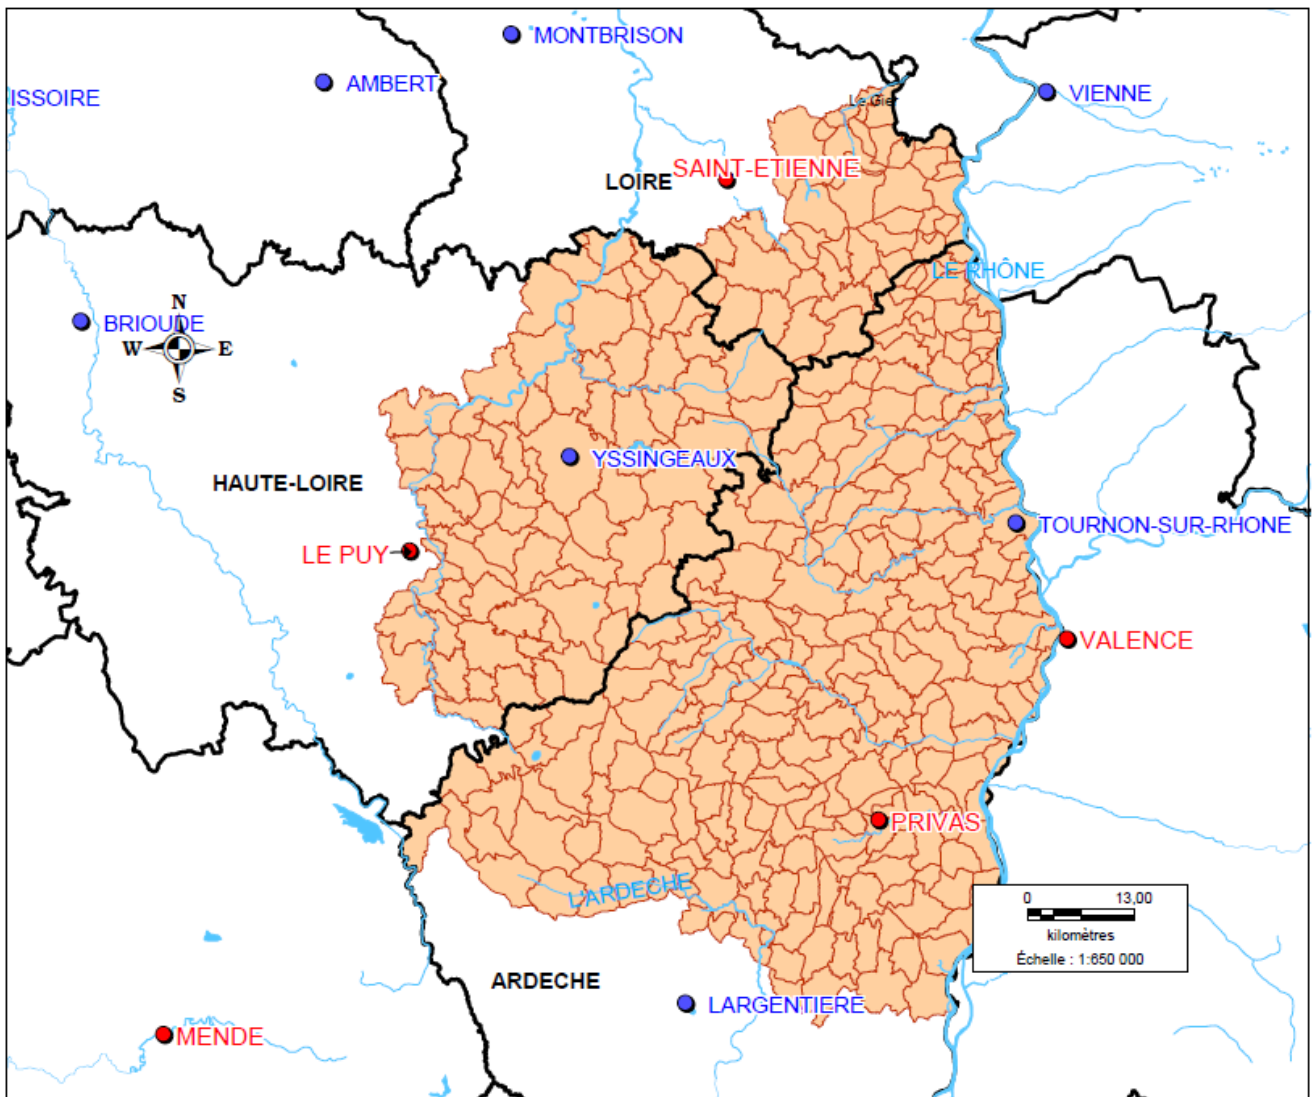 MONTBRISON
AMBERT
ISSOIRE
VIENNE
Le Gier
SAINT-ETIENNE
LOIRE
LE RHÔNE
N
BRIOUDE
W
E
S
YSSINGEAUX
HAUTE-LOIRE
TOURNON-SUR-RHONE
LE PUY
VALENCE
PRIVAS
L'ARDECHE
0 13,00
kilomètres
Échelle : 1:650 000
ARDECHE
LARGENTIERE
MENDE